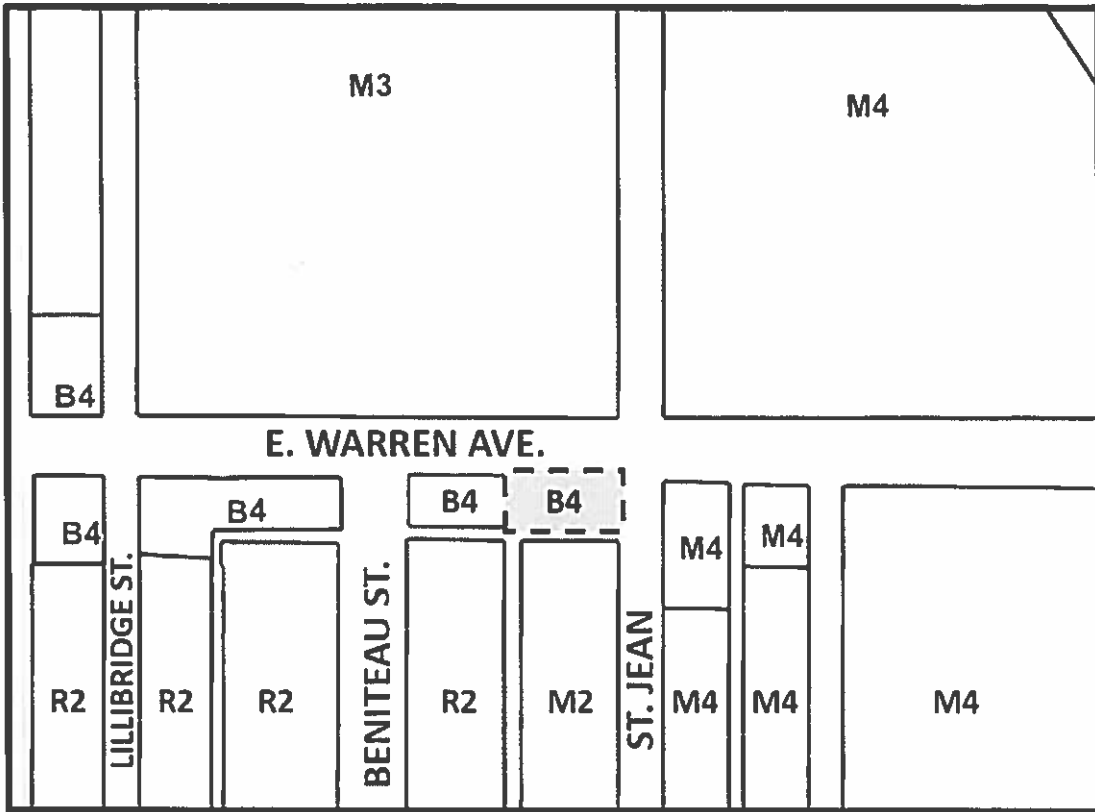 M3
M4
B4
E. WARREN AVE.
B4
B4
B4
B4
M4
M4
LILLIBRIDGE ST.
BENITEAU ST.
ST. JEAN
R2
R2
R2
R2
M2
M4
M4
M4